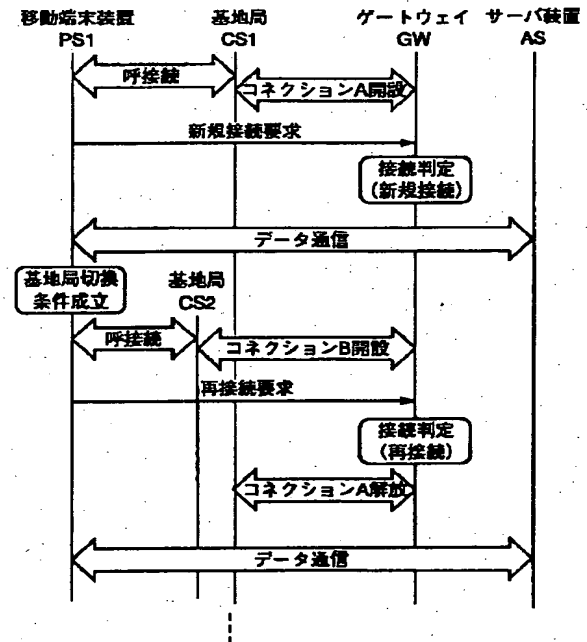 移動端末装置 基地局 ゲートウェイ サーバ装置
PS1 CS1 GW AS
呼接続
コネクションA開設
新規接続要求
接続判定
(新規接続)
データ通信
基地局切換
条件成立
基地局
CS2
呼接続
コネクションB開設
再接続要求
接続判定
(再接続)
コネクションA解放
データ通信